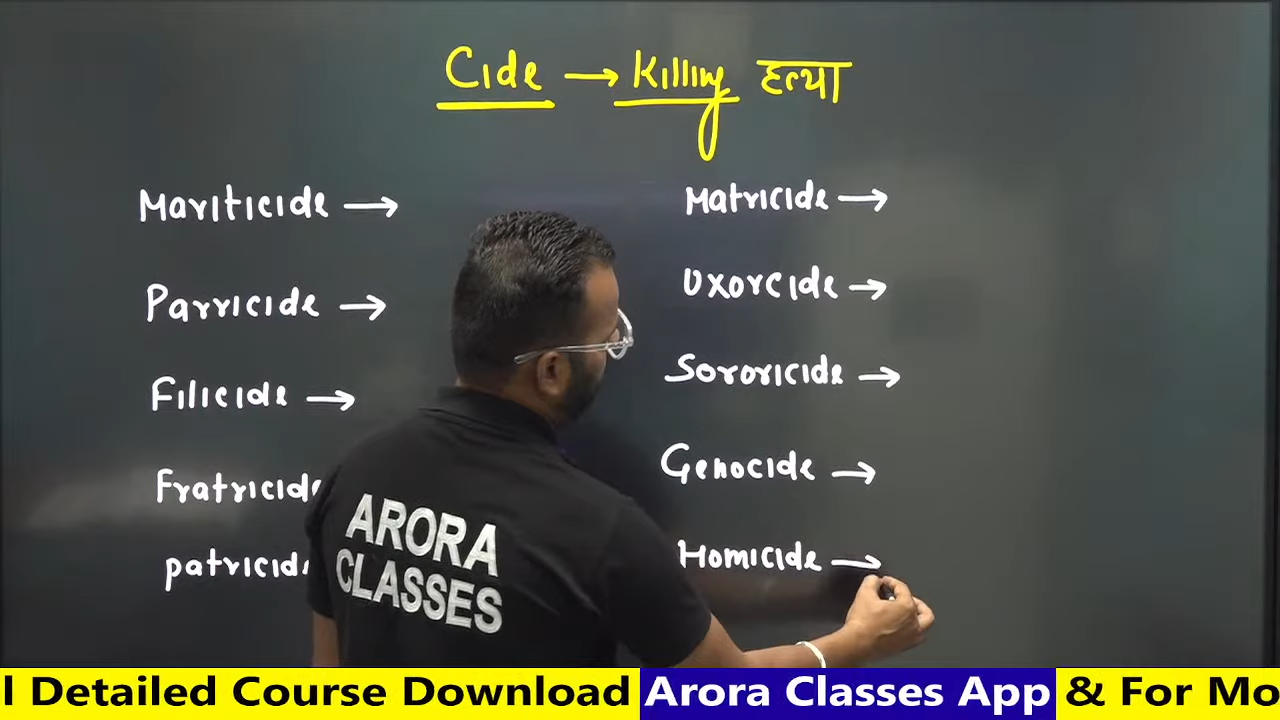 Cide → Killing हत्या
Mariticide →
Parricide →
Filicide →
Fratricide
patricide
Matricide →
Uxorcide →
Sororicide →
Genocide →
Homicide →
ARORA
CLASSES
l Detailed Course Download Arora Classes App & For Mo